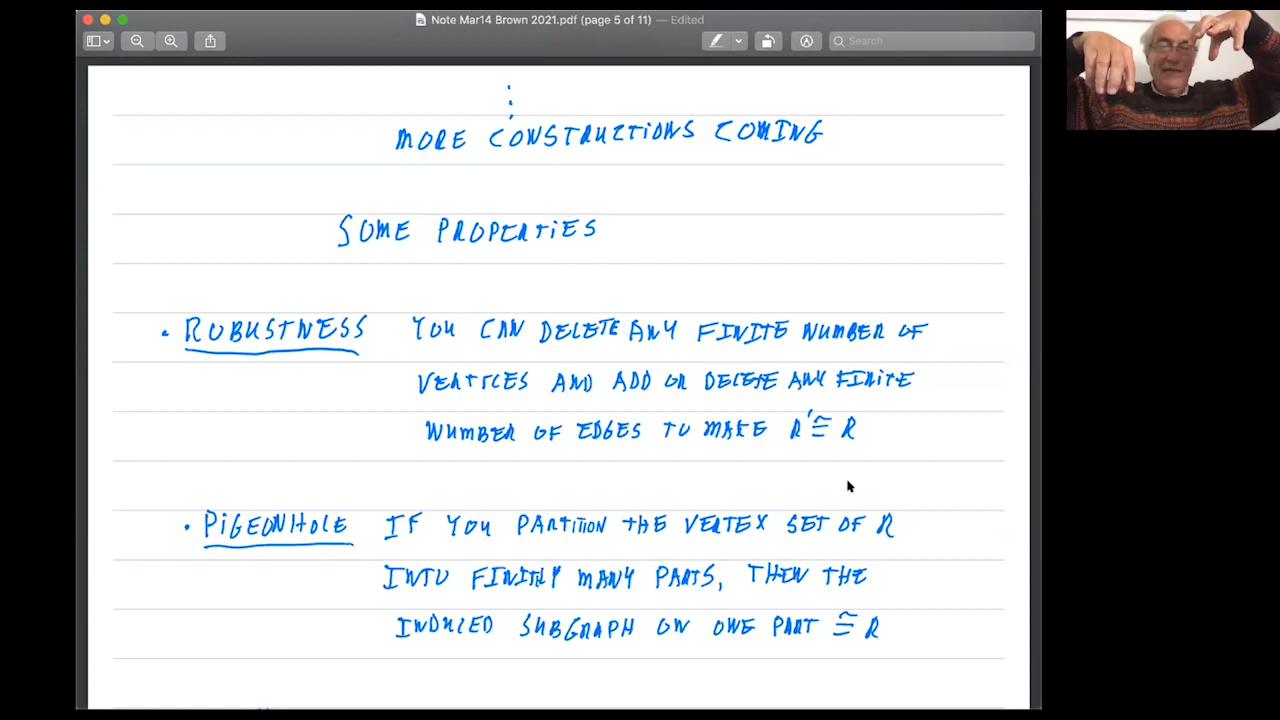 Note Mar14 Brown 2021.pdf (page 5 of 11) — Edited
Search
MORE CONSTRUCTIONS COMING
SOME PROPERTIES
• ROBUSTNESS YOU CAN DELETE ANY FINITE NUMBER OF
VERTICES AND ADD OR DELETE ANY FINITE
NUMBER OF EDGES TO MAKE R' ≅ R
• PIGEONHOLE IF YOU PARTITION THE VERTEX SET OF R
INTO FINITLY MANY PARTS, THEN THE
INDUCED SUBGRAPH ON ONE PART ≅ R